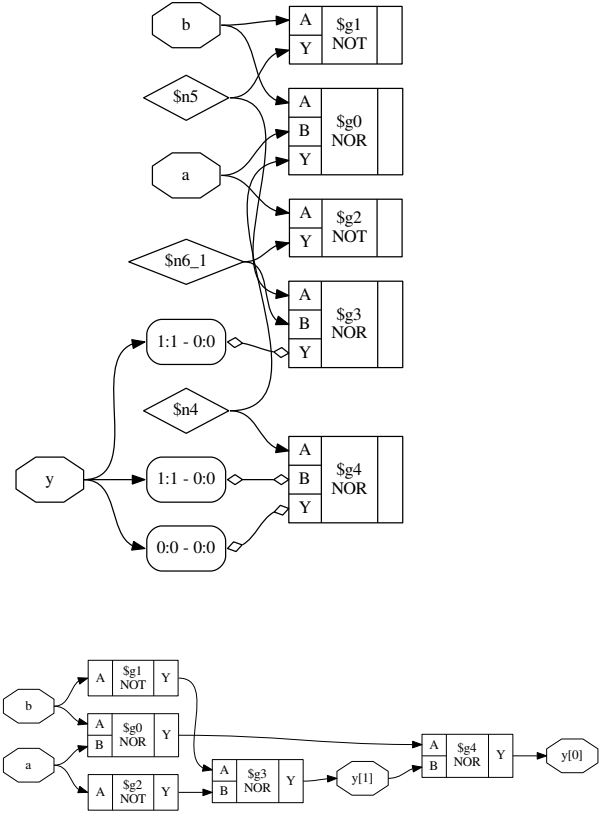 b
A
Y
$g1
NOT
$n5
A
B
Y
$g0
NOR
a
A
Y
$g2
NOT
$n6_1
A
B
Y
$g3
NOR
1:1 - 0:0
$n4
y
1:1 - 0:0
A
B
Y
$g4
NOR
0:0 - 0:0
b
A
$g1
NOT
Y
A
B
$g0
NOR
Y
a
A
$g2
NOT
Y
A
B
$g3
NOR
Y
y[1]
A
B
$g4
NOR
Y
y[0]